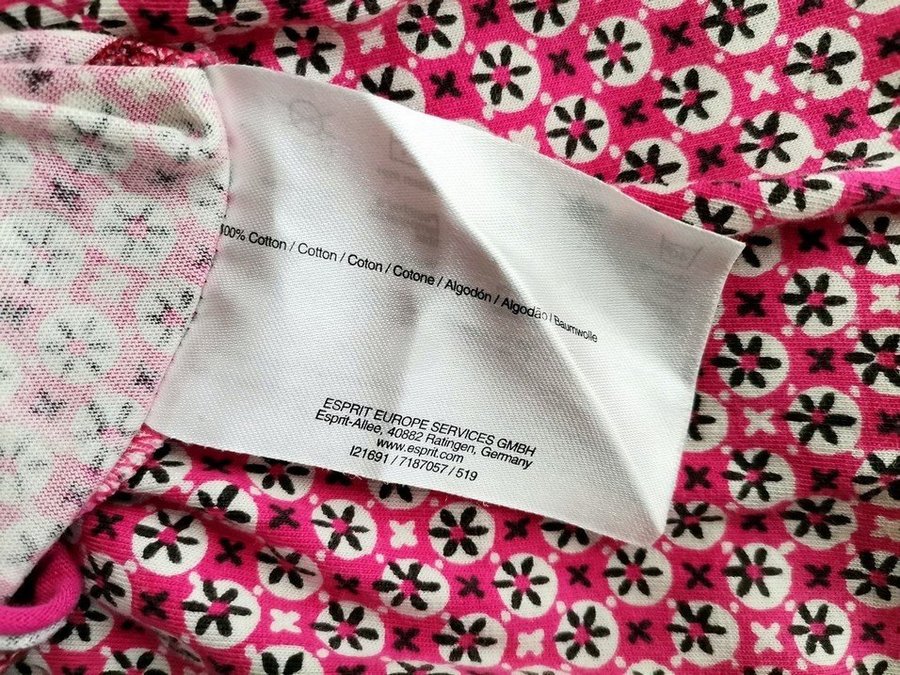 100% Cotton / Cotton / Coton / Cotone / Algodón / Algodão / Baumwolle
ESPRIT EUROPE SERVICES GMBH
Esprit-Allee, 40882 Ratingen, Germany
www.esprit.com
I21691 / 7187057 / 519